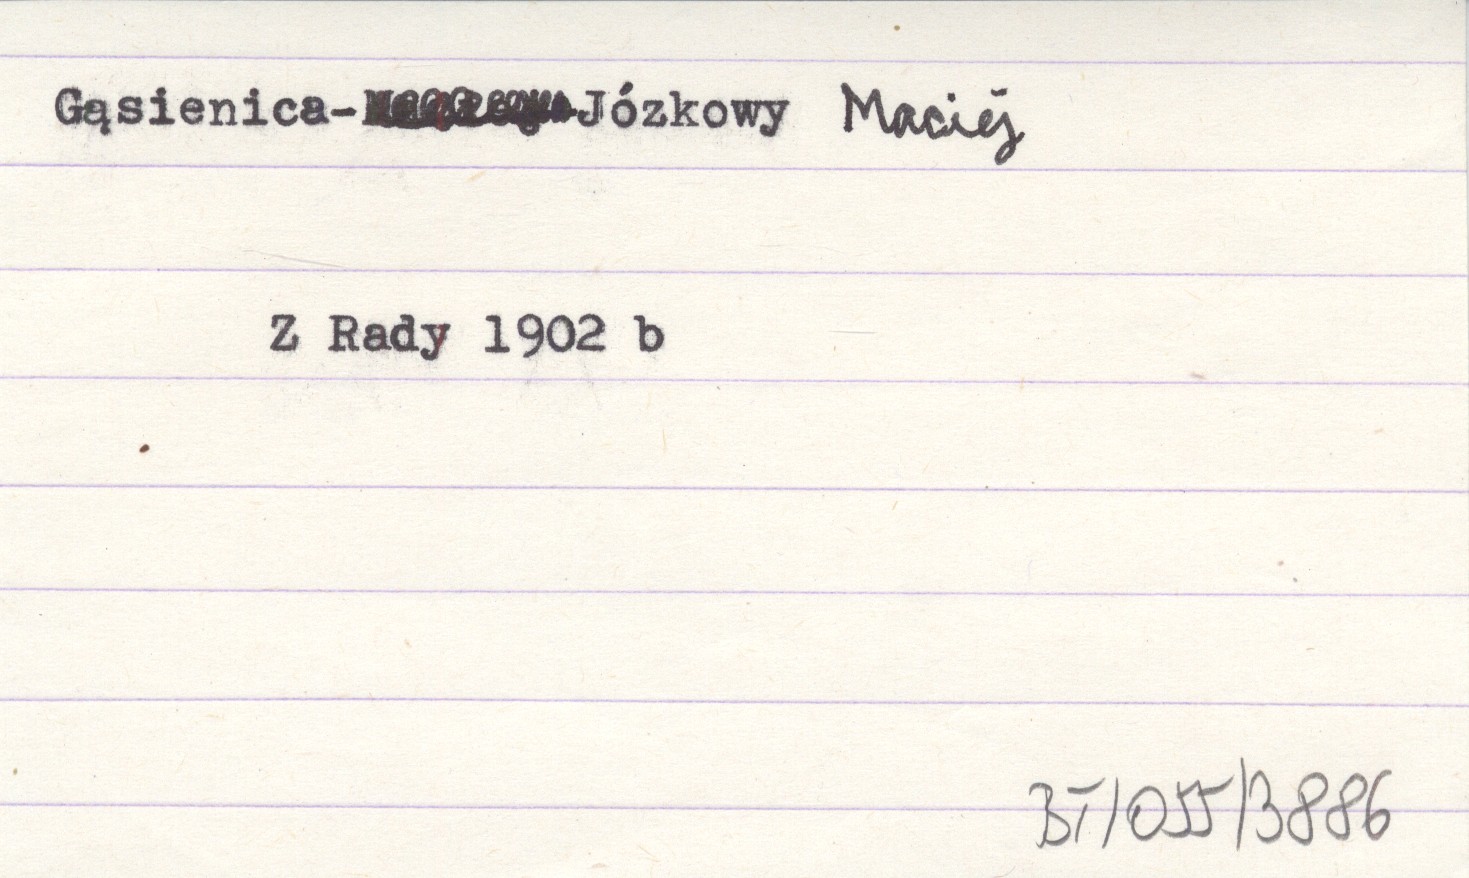 Gąsienica- -Józkowy Maciej
Z Rady 1902 b
BT/055/3886